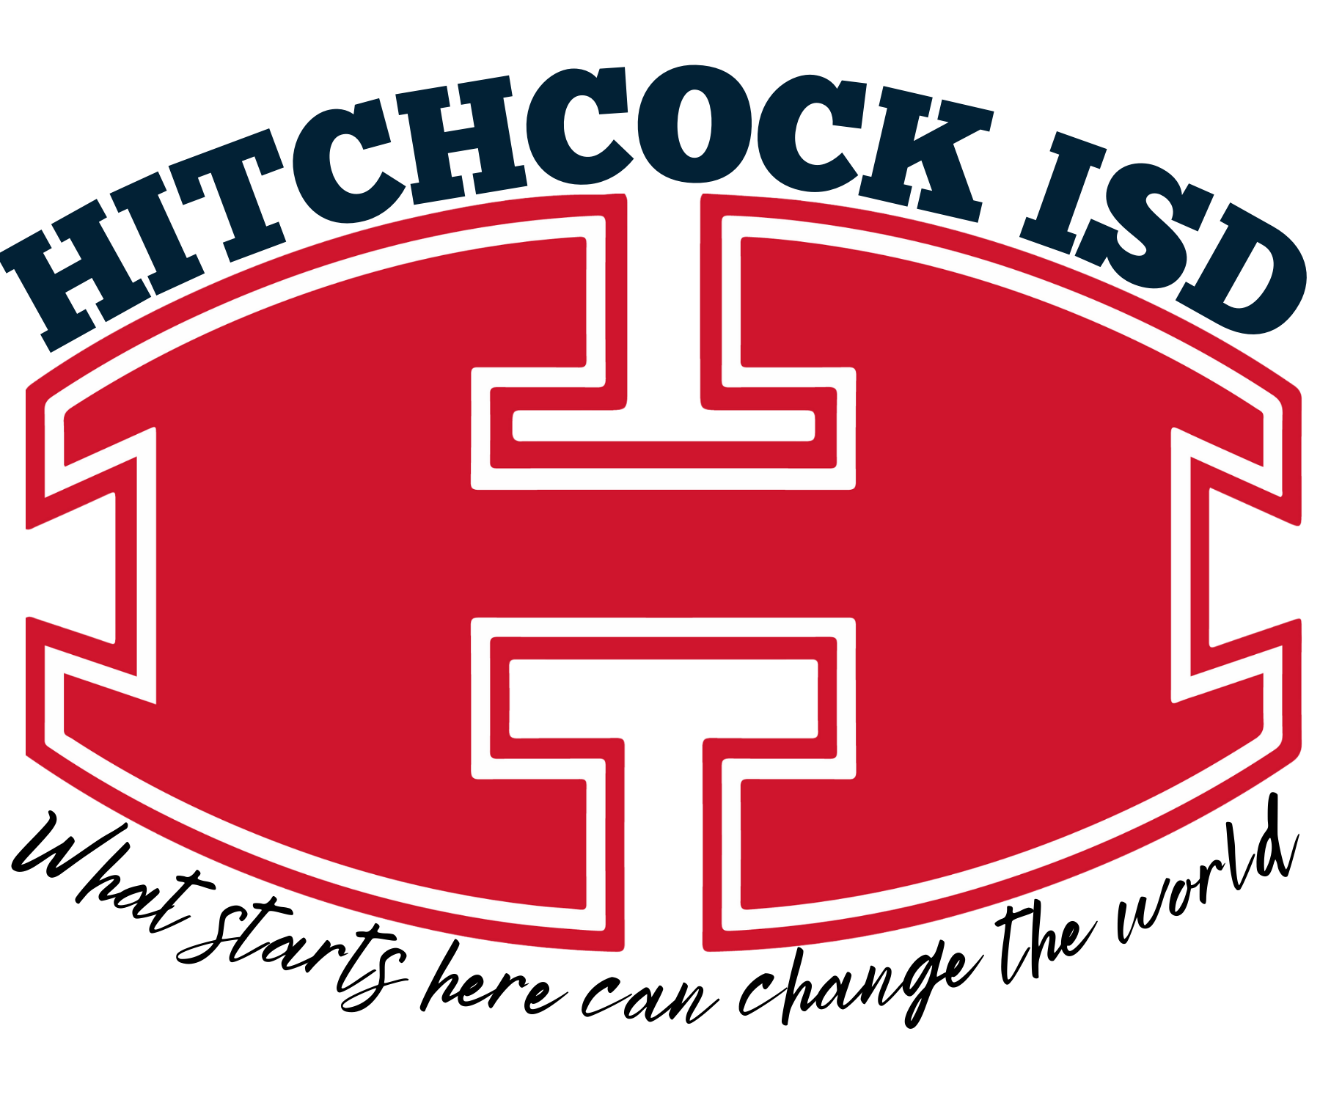 HITCHCOCK ISD
H
What starts here can change the world